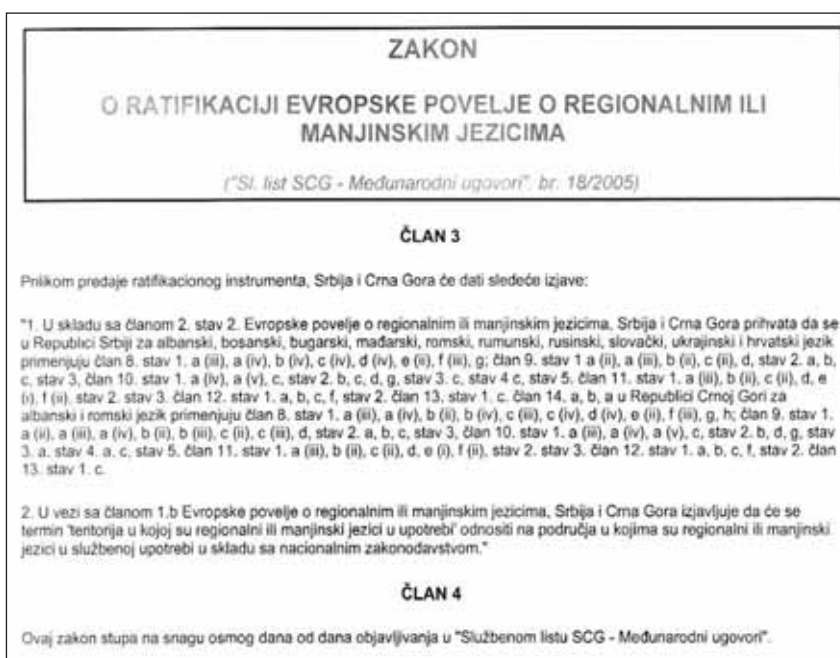 ZAKON
O RATIFIKACIJI EVROPSKE POVELJE O REGIONALNIM ILI
MANJINSKIM JEZICIMA
("Sl. list SCG - Međunarodni ugovori", br. 18/2005)
ČLAN 3
Prilikom predaje ratifikacionog instrumenta, Srbija i Crna Gora će dati sledeće izjave:
"1. U skladu sa članom 2. stav 2. Evropske povelje o regionalnim ili manjinskim jezicima, Srbija i Crna Gora prihvata da se
u Republici Srbiji za albanski, bosanski, bugarski, mađarski, romski, rumunski, rusinski, slovački, ukrajinski i hrvatski jezik
primenjuju član 8. stav 1. a (iii), a (iv), b (iv), c (iv), d (iv), e (ii), f (iii), g; član 9. stav 1 a (ii), a (iii), b (ii), c (ii), d, stav 2. a, b,
c, stav 3, član 10. stav 1. a (iv), a (v), c, stav 2. b, c, d, g, stav 3. c, stav 4 c, stav 5. član 11. stav 1. a (iii), b (ii), c (ii), d, e
(i), f (ii), stav 2. stav 3. član 12. stav 1. a, b, c, f, stav 2. član 13. stav 1. c. član 14. a, b, a u Republici Crnoj Gori za
albanski i romski jezik primenjuju član 8. stav 1. a (iii), a (iv), b (ii), b (iv), c (iii), c (iv), d (iv), e (ii), f (iii), g, h; član 9. stav 1.
a (ii), a (iii), a (iv), b (ii), b (iii), c (ii), c (iii), d, stav 2. a, b, c, stav 3, član 10. stav 1. a (iii), a (iv), a (v), c, stav 2. b, d, g, stav
3. a. stav 4. a, c, stav 5. član 11. stav 1. a (iii), b (ii), c (ii), d, e (i), f (ii), stav 2. stav 3. član 12. stav 1. a, b, c, f, stav 2. član
13. stav 1. c.
2. U vezi sa članom 1.b Evropske povelje o regionalnim ili manjinskim jezicima, Srbija i Crna Gora izjavljuje da će se
termin 'teritorija u kojoj su regionalni ili manjinski jezici u upotrebi' odnositi na područja u kojima su regionalni ili manjinski
jezici u službenoj upotrebi u skladu sa nacionalnim zakonodavstvom."
ČLAN 4
Ovaj zakon stupa na snagu osmog dana od dana objavljivanja u "Službenom listu SCG - Međunarodni ugovori".